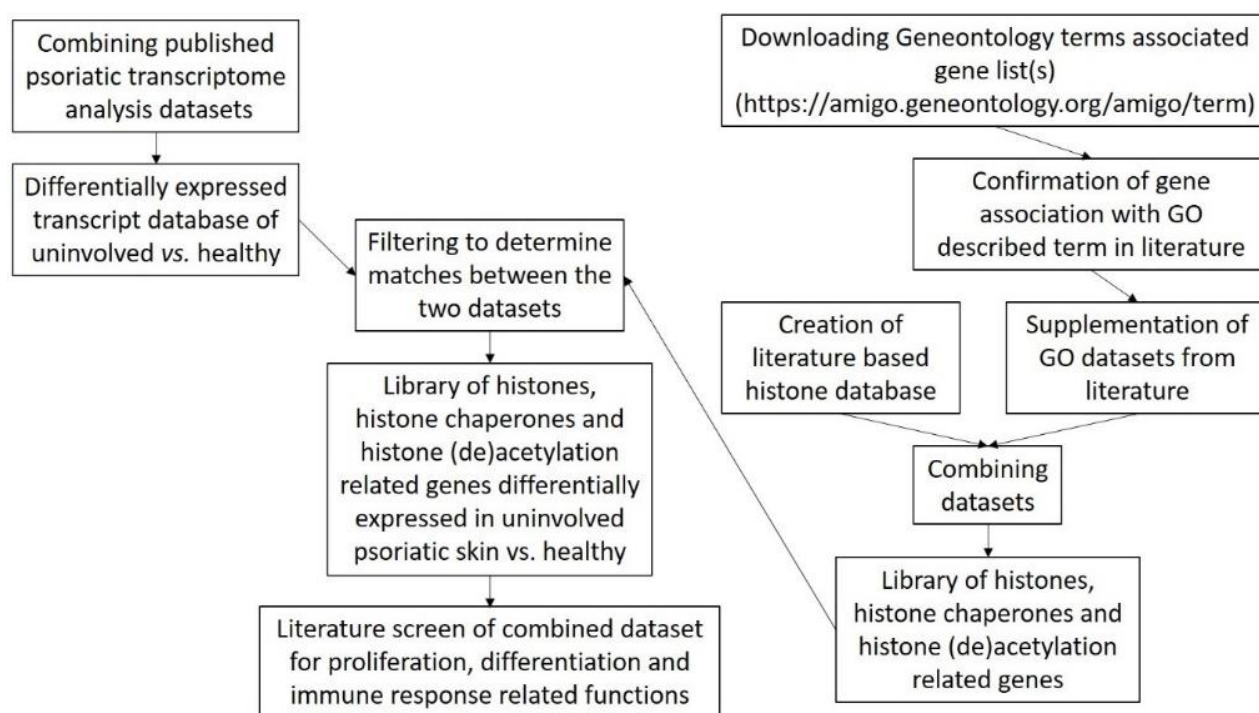 Combining published
psoriatic transcriptome
analysis datasets
Differentially expressed
transcript database of
uninvolved vs. healthy
Filtering to determine
matches between the
two datasets
Library of histones,
histone chaperones and
histone (de)acetylation
related genes differentially
expressed in uninvolved
psoriatic skin vs. healthy
Literature screen of combined dataset
for proliferation, differentiation and
immune response related functions
Downloading Geneontology terms associated
gene list(s)
(https://amigo.geneontology.org/amigo/term)
Confirmation of gene
association with GO
described term in literature
Creation of
literature based
histone database
Supplementation of
GO datasets from
literature
Combining
datasets
Library of histones,
histone chaperones and
histone (de)acetylation
related genes